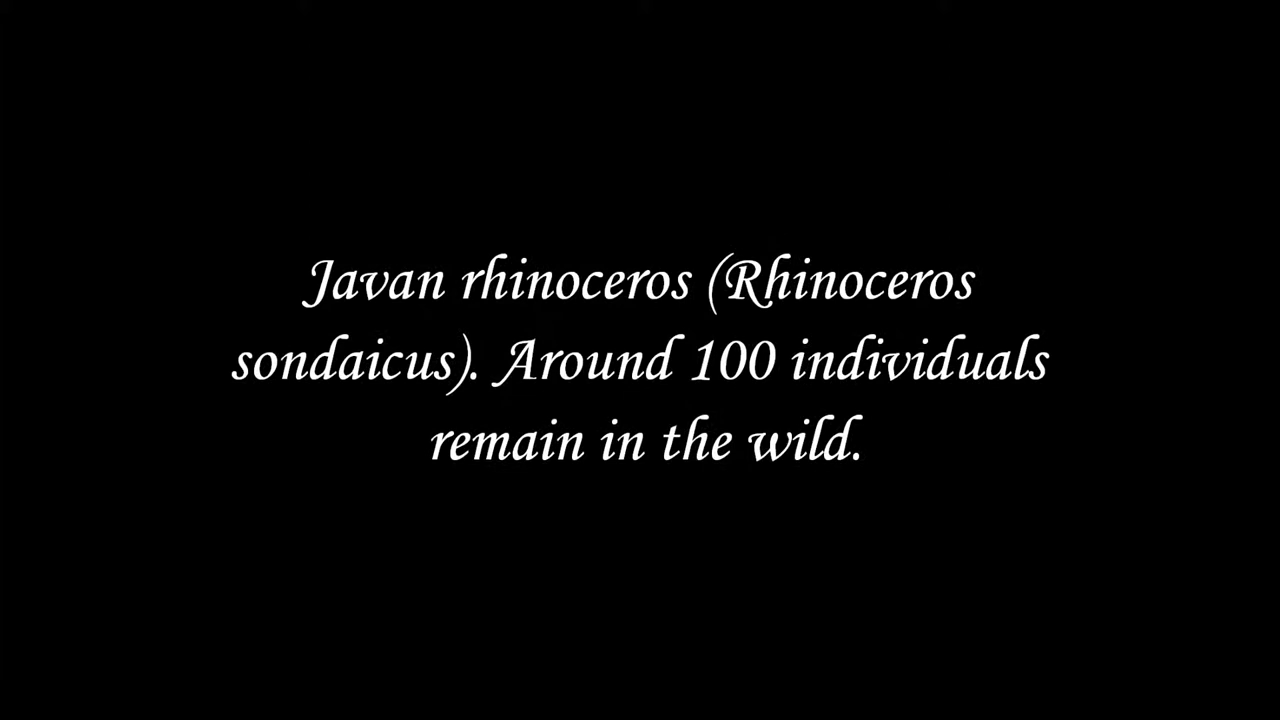 Javan rhinoceros (Rhinoceros
sondaicus). Around 100 individuals
remain in the wild.